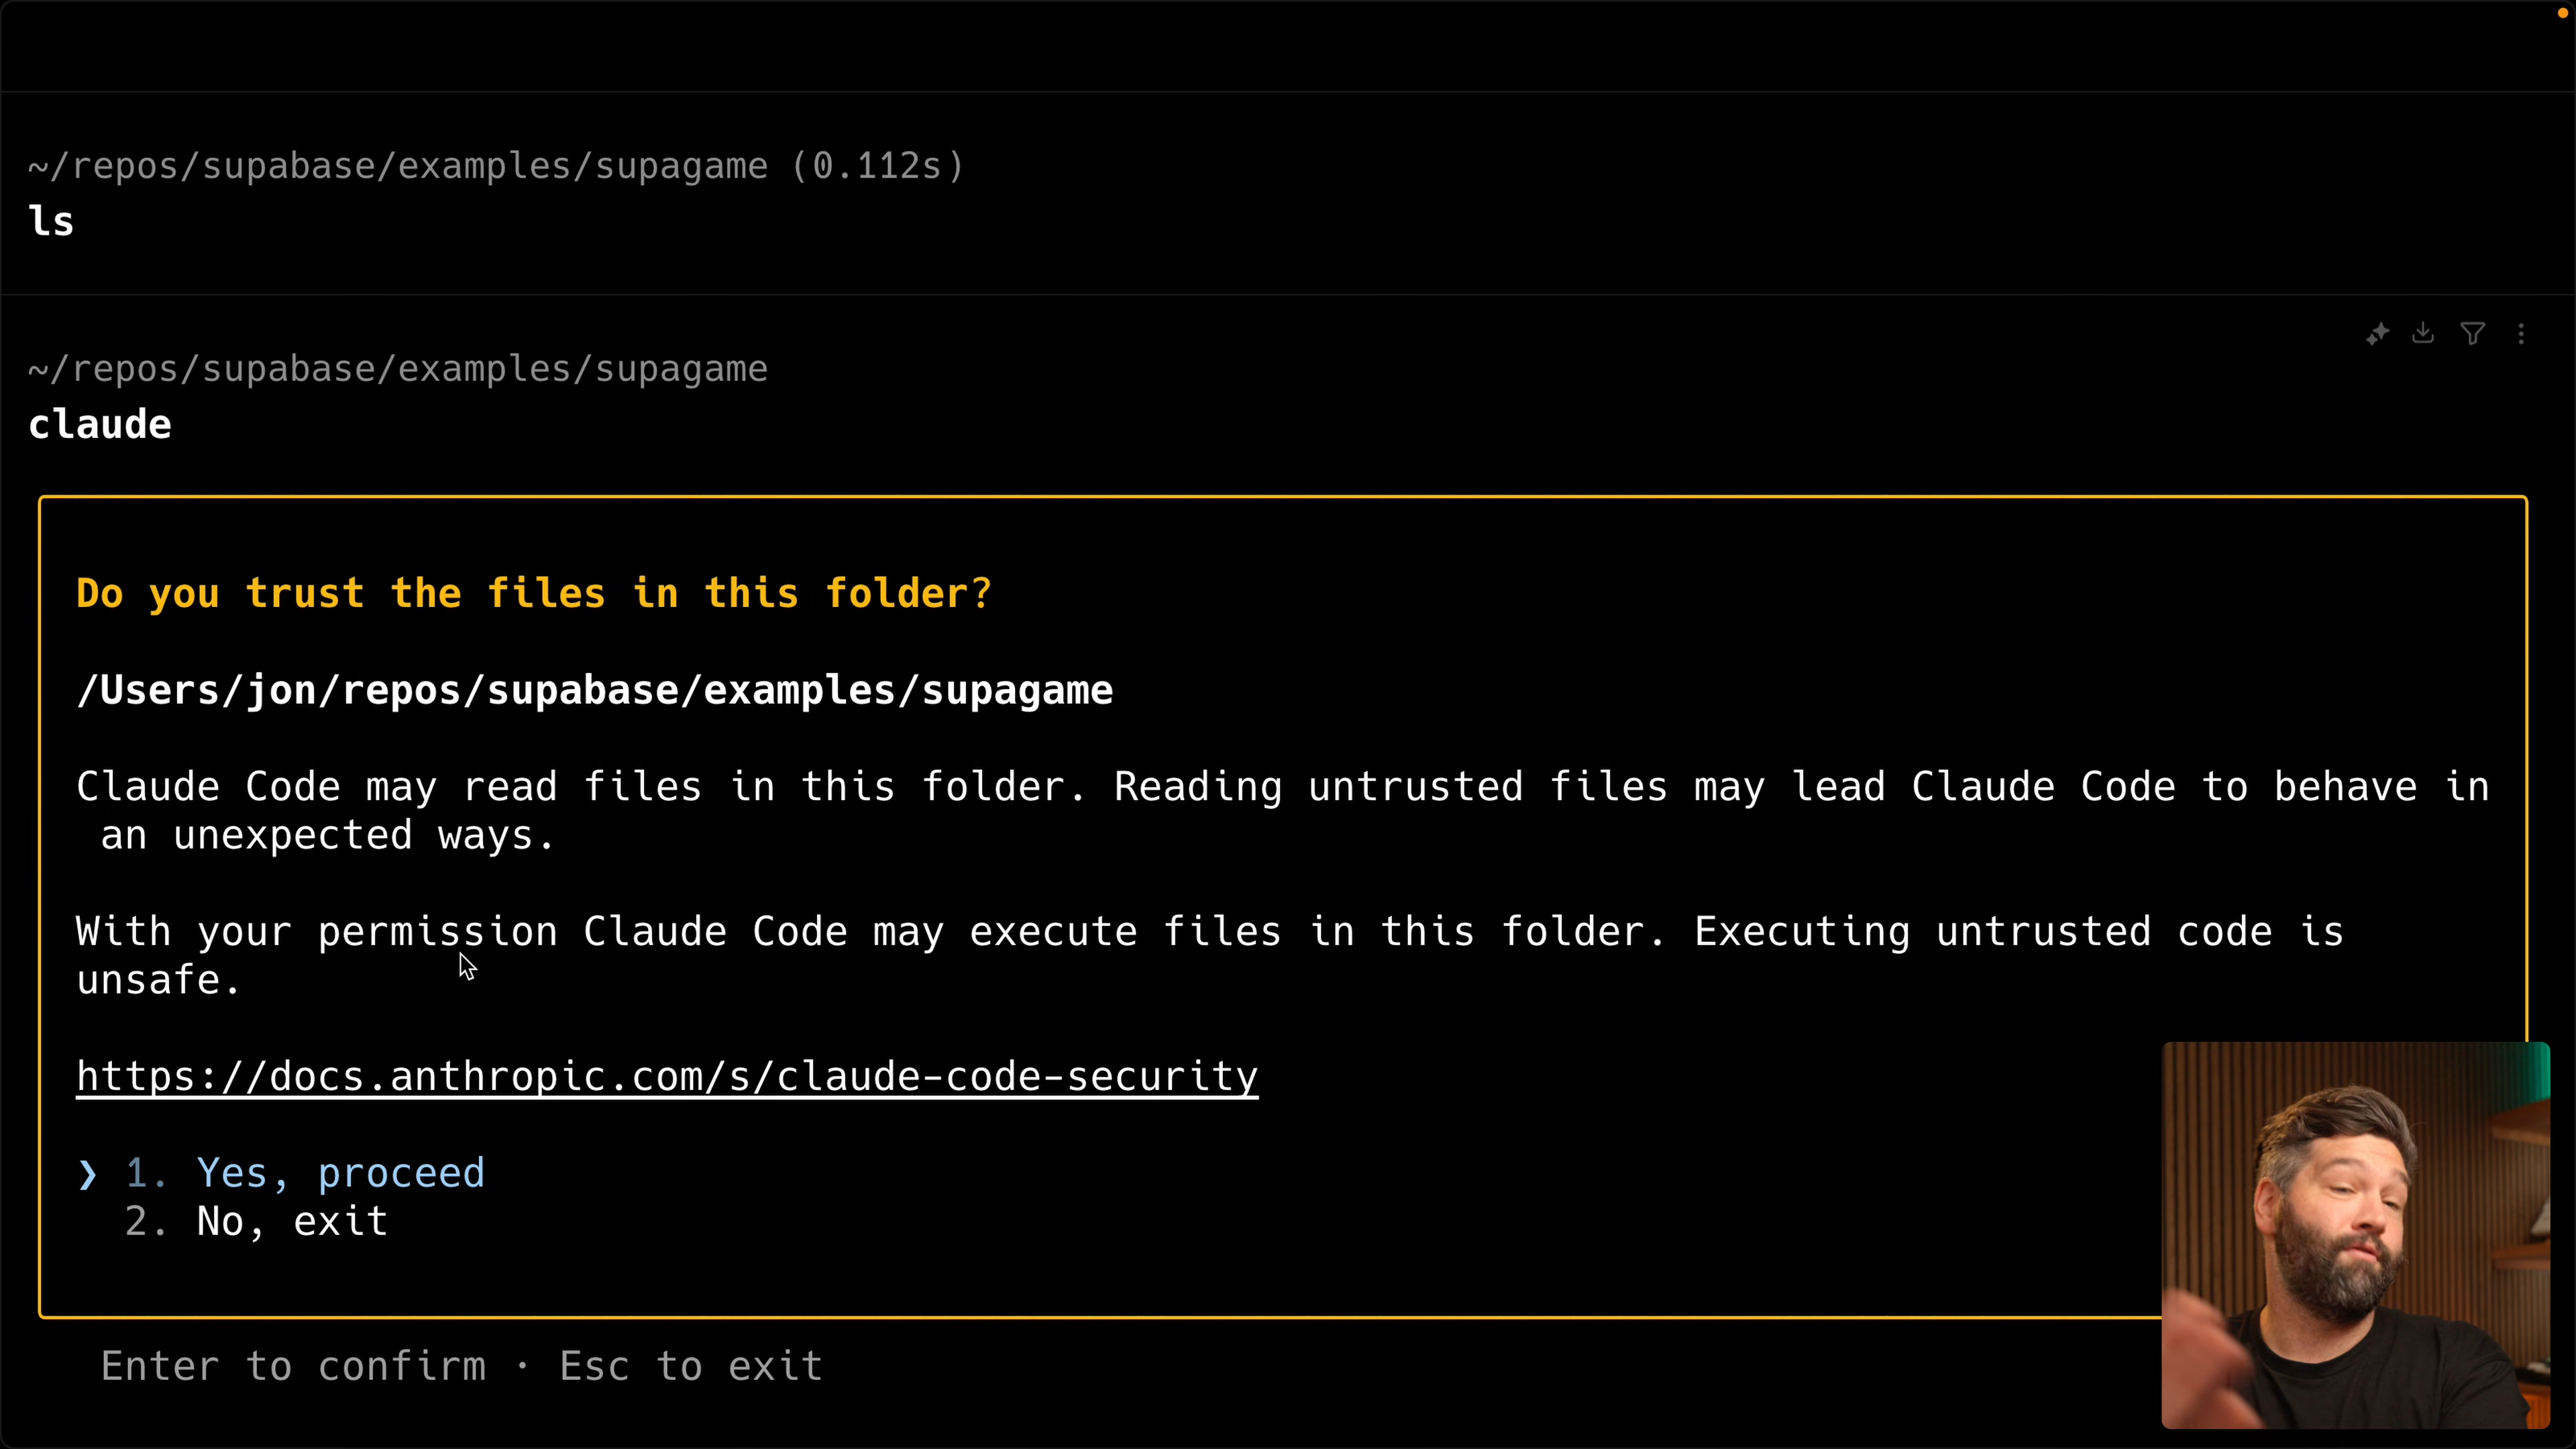 ~/repos/supabase/examples/supagame (0.112s)
ls
~/repos/supabase/examples/supagame
claude
Do you trust the files in this folder?
/Users/jon/repos/supabase/examples/supagame
Claude Code may read files in this folder. Reading untrusted files may lead Claude Code to behave in
an unexpected ways.
With your permission Claude Code may execute files in this folder. Executing untrusted code is
unsafe.
https://docs.anthropic.com/s/claude-code-security
❯ 1. Yes, proceed
2. No, exit
Enter to confirm · Esc to exit